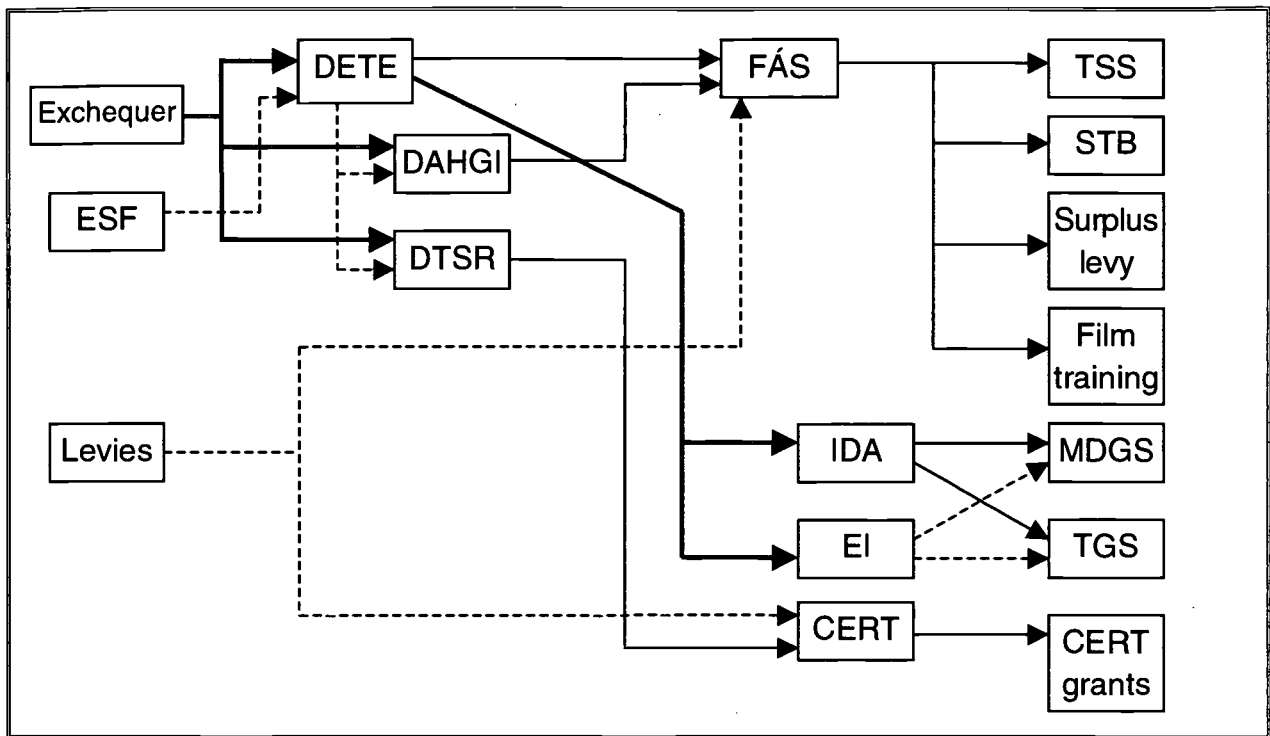 DETE
FÁS
TSS
Exchequer
STB
DAHGI
ESF
Surplus
levy
DTSR
Film
training
Levies
IDA
MDGS
EI
TGS
CERT
CERT
grants